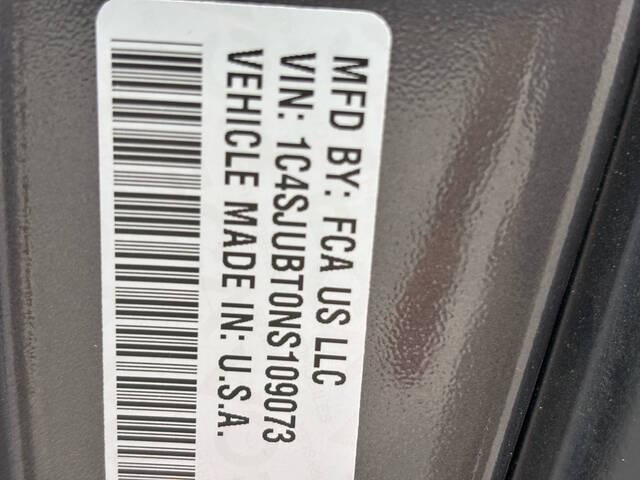 MFD BY: FCA US LLC
VIN: 1C4SJUBT0NS109073
VEHICLE MADE IN: U.S.A.